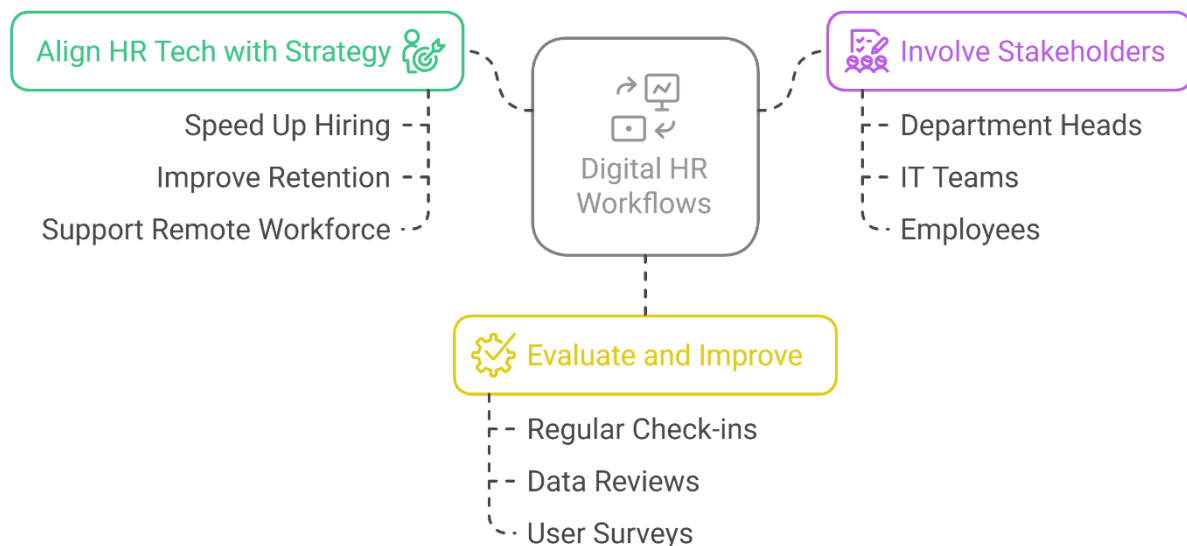 Align HR Tech with Strategy
Speed Up Hiring
Improve Retention
Support Remote Workforce
Digital HR
Workflows
Involve Stakeholders
Department Heads
IT Teams
Employees
Evaluate and Improve
Regular Check-ins
Data Reviews
User Surveys